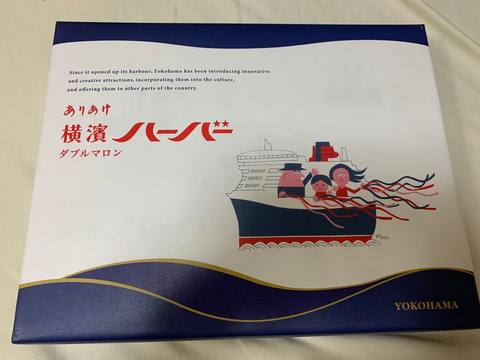 Since it opened up its harbour, Yokohama has been introducing innovative
and creative attractions, incorporating them into the culture,
and offering them to other parts of the country.
ありあけ
横濱 ハーバー
ダブルマロン
YOKOHAMA